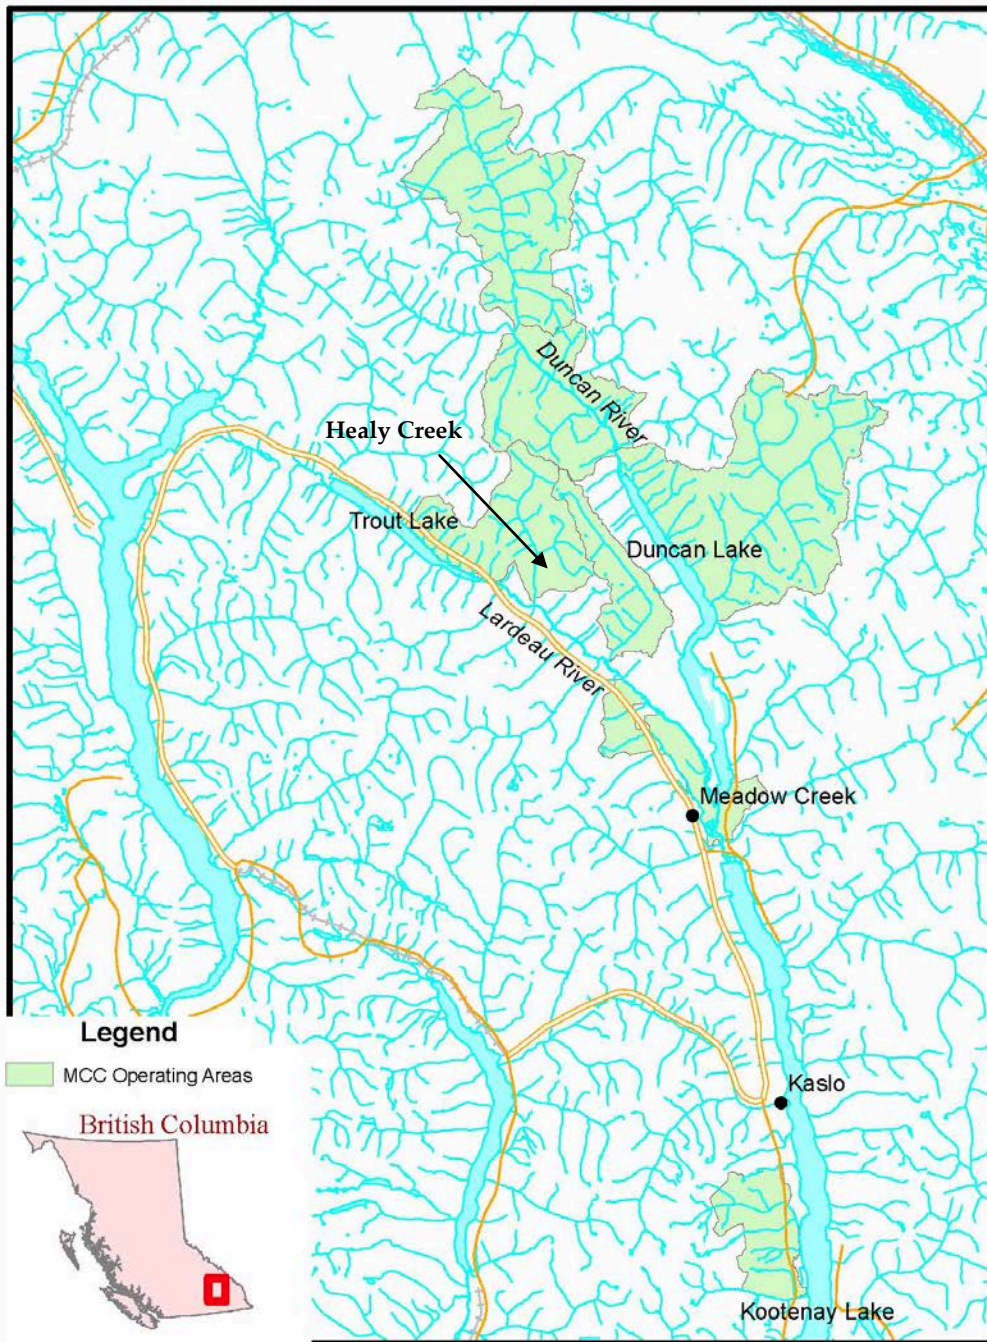 Duncan River
Healy Creek
Trout Lake
Duncan Lake
Lardeau River
Meadow Creek
Legend
MCC Operating Areas
Kaslo
British Columbia
Kootenay Lake